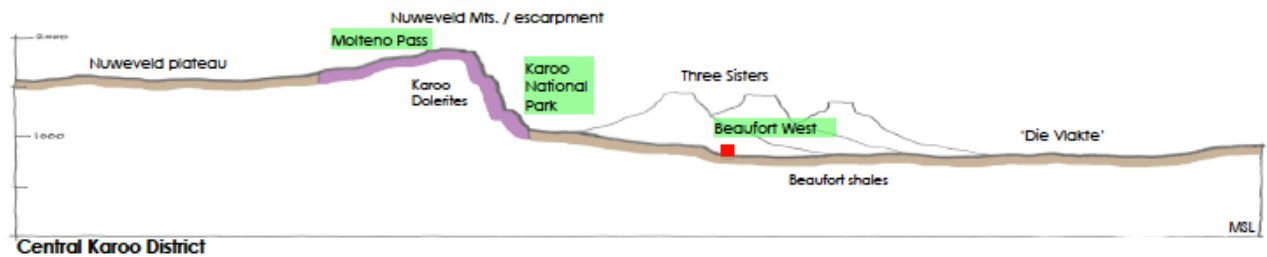 Nuweveld Mts. / escarpment
2000
Molteno Pass
Nuweveld plateau
Karoo
National
Park
Three Sisters
Karoo
Dolerites
Beaufort West
1000
'Die Vlakte'
Beaufort shales
MSL
Central Karoo District